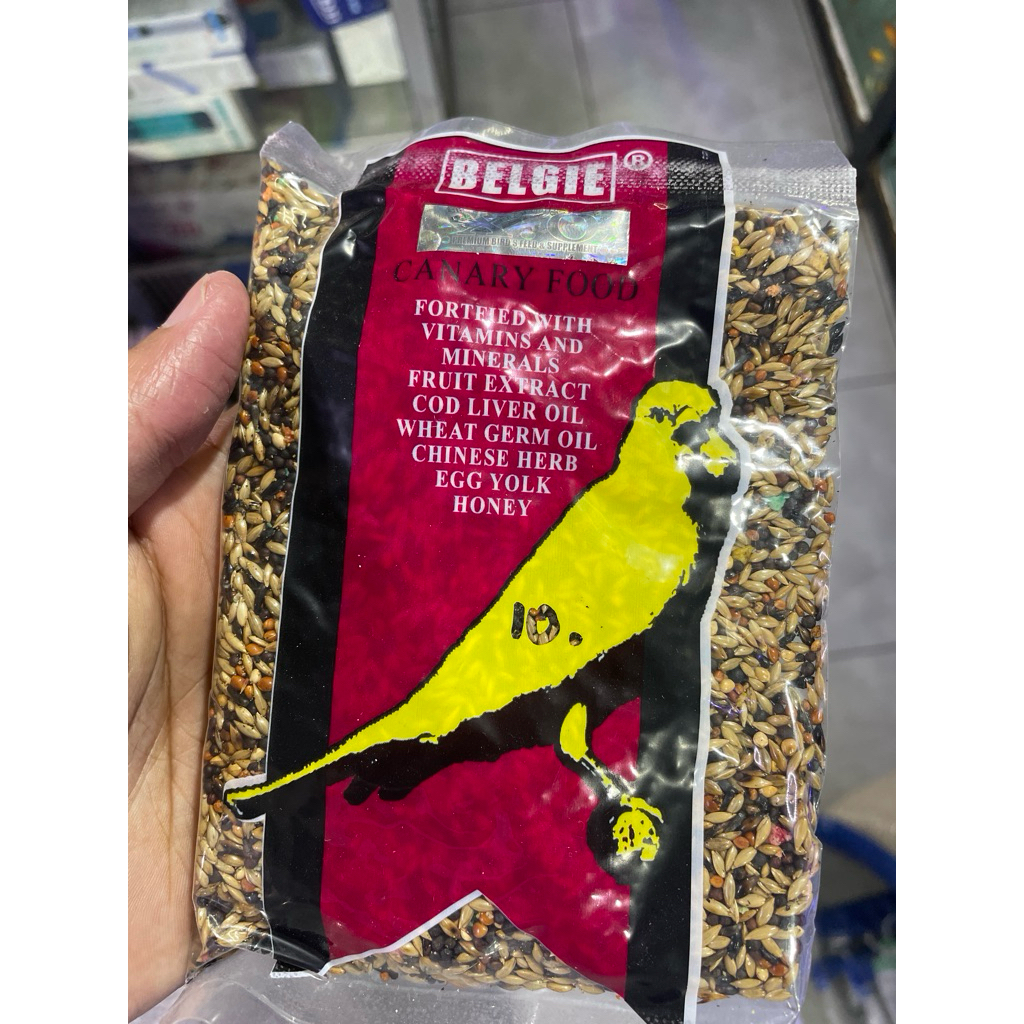 BELGIE ®
PREMIUM BIRD'S FEED & SUPPLEMENT
CANARY FOOD
FORTFIED WITH
VITAMINS AND
MINERALS
FRUIT EXTRACT
COD LIVER OIL
WHEAT GERM OIL
CHINESE HERB
EGG YOLK
HONEY
10.